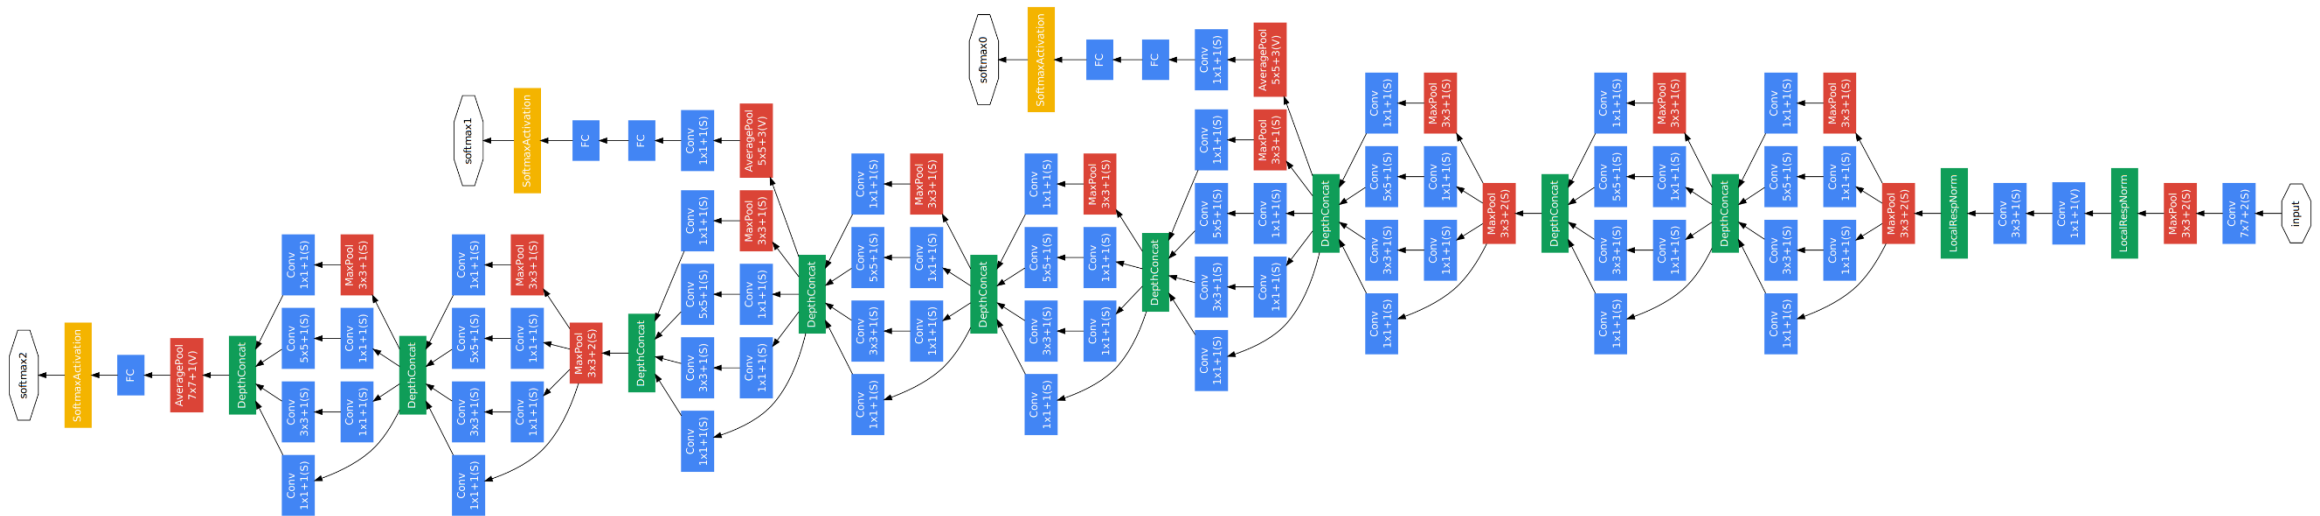 softmax2
SoftmaxActivation
FC
AveragePool
7x7+1(V)
DepthConcat
Conv
1x1+1(S)
Conv
3x3+1(S)
Conv
5x5+1(S)
Conv
1x1+1(S)
Conv
1x1+1(S)
Conv
1x1+1(S)
MaxPool
3x3+1(S)
DepthConcat
softmax1
Conv
1x1+1(S)
Conv
3x3+1(S)
Conv
5x5+1(S)
Conv
1x1+1(S)
SoftmaxActivation
Conv
1x1+1(S)
Conv
1x1+1(S)
MaxPool
3x3+1(S)
FC
MaxPool
3x3+2(S)
FC
DepthConcat
Conv
1x1+1(S)
Conv
3x3+1(S)
Conv
5x5+1(S)
Conv
1x1+1(S)
Conv
1x1+1(S)
Conv
1x1+1(S)
Conv
1x1+1(S)
MaxPool
3x3+1(S)
AveragePool
5x5+3(V)
DepthConcat
Conv
1x1+1(S)
Conv
3x3+1(S)
Conv
5x5+1(S)
Conv
1x1+1(S)
Conv
1x1+1(S)
Conv
1x1+1(S)
MaxPool
3x3+1(S)
DepthConcat
softmax0
Conv
1x1+1(S)
Conv
3x3+1(S)
Conv
5x5+1(S)
Conv
1x1+1(S)
SoftmaxActivation
Conv
1x1+1(S)
Conv
1x1+1(S)
MaxPool
3x3+1(S)
FC
DepthConcat
FC
Conv
1x1+1(S)
Conv
3x3+1(S)
Conv
5x5+1(S)
Conv
1x1+1(S)
Conv
1x1+1(S)
Conv
1x1+1(S)
Conv
1x1+1(S)
MaxPool
3x3+1(S)
AveragePool
5x5+3(V)
DepthConcat
Conv
1x1+1(S)
Conv
3x3+1(S)
Conv
5x5+1(S)
Conv
1x1+1(S)
Conv
1x1+1(S)
Conv
1x1+1(S)
MaxPool
3x3+1(S)
MaxPool
3x3+2(S)
DepthConcat
Conv
1x1+1(S)
Conv
3x3+1(S)
Conv
5x5+1(S)
Conv
1x1+1(S)
Conv
1x1+1(S)
Conv
1x1+1(S)
MaxPool
3x3+1(S)
DepthConcat
Conv
1x1+1(S)
Conv
3x3+1(S)
Conv
5x5+1(S)
Conv
1x1+1(S)
Conv
1x1+1(S)
Conv
1x1+1(S)
MaxPool
3x3+1(S)
MaxPool
3x3+2(S)
LocalRespNorm
Conv
3x3+1(S)
Conv
1x1+1(V)
LocalRespNorm
MaxPool
3x3+2(S)
Conv
7x7+2(S)
input